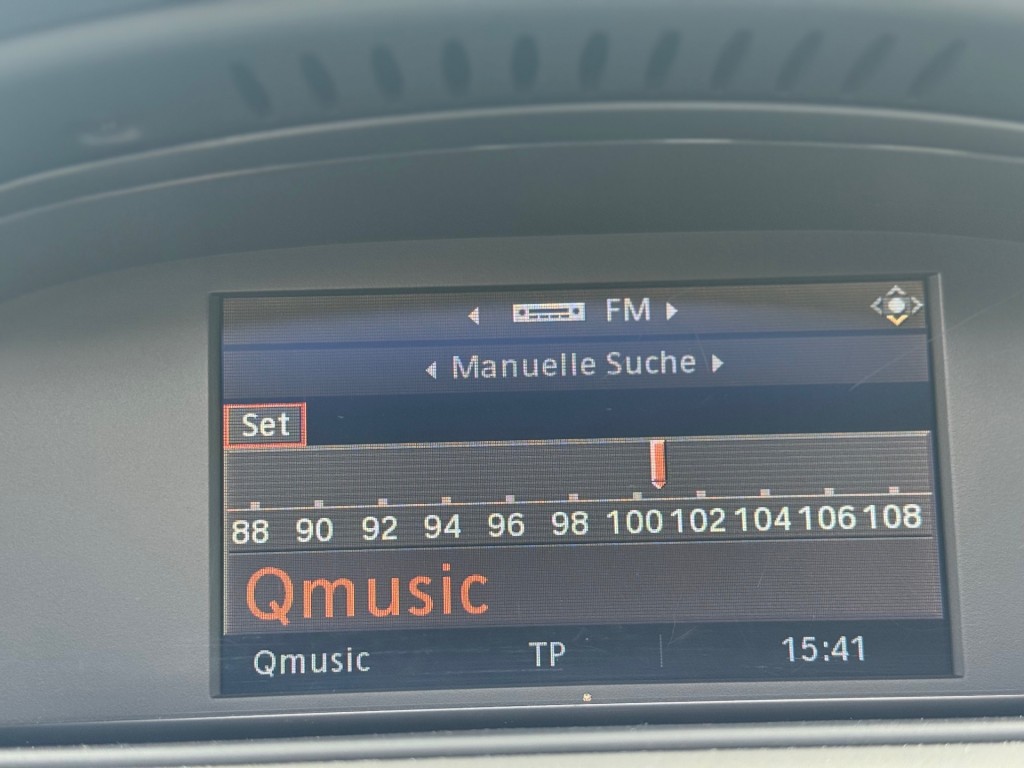 FM
Manuelle Suche
Set
88 90 92 94 96 98 100 102 104 106 108
Qmusic
Qmusic TP 15:41